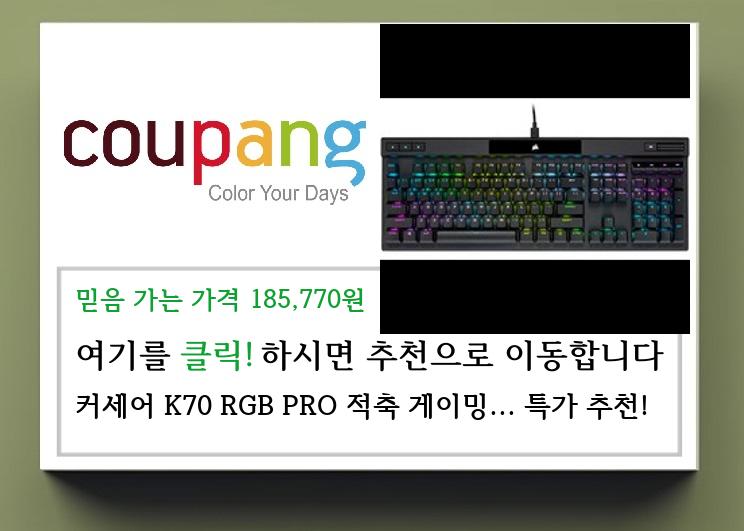 coupang
Color Your Days
믿음 가는 가격 185,770원
여기를 클릭! 하시면 추천으로 이동합니다
커세어 K70 RGB PRO 적축 게이밍... 특가 추천!